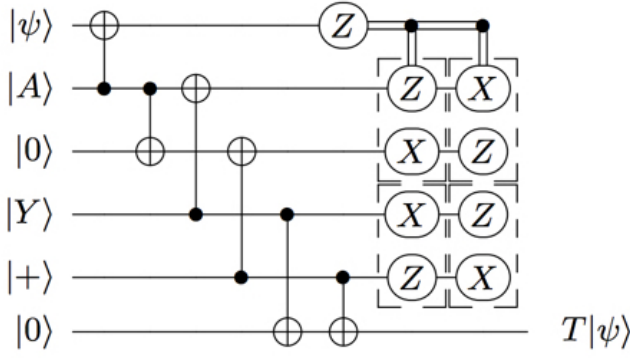 |ψ⟩ Z
|A⟩ Z X
|0⟩ X Z
|Y⟩ X Z
|+⟩ Z X
|0⟩ T|ψ⟩